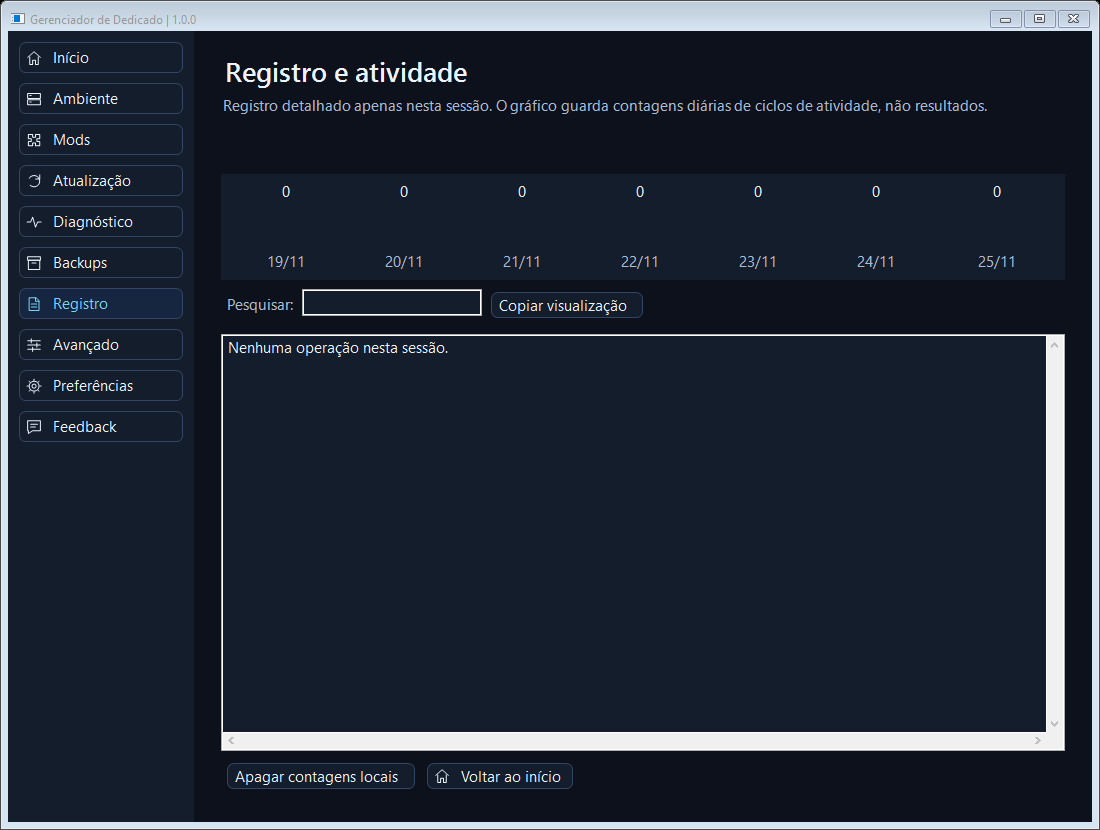 Gerenciador de Dedicado | 1.0.0
Início
Ambiente
Mods
Atualização
Diagnóstico
Backups
Registro
Avançado
Preferências
Feedback
Registro e atividade
Registro detalhado apenas nesta sessão. O gráfico guarda contagens diárias de ciclos de atividade, não resultados.
0 0 0 0 0 0 0
19/11 20/11 21/11 22/11 23/11 24/11 25/11
Pesquisar: Copiar visualização
Nenhuma operação nesta sessão.
Apagar contagens locais Voltar ao início